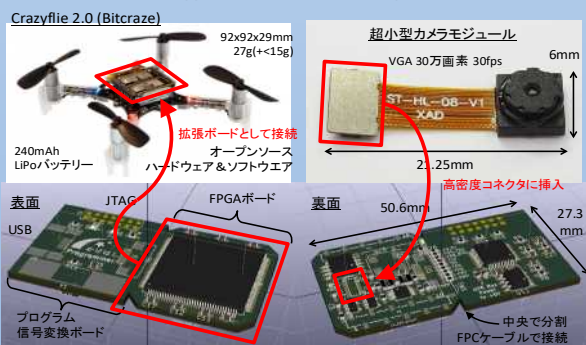 Crazyflie 2.0 (Bitcraze)
92x92x29mm
27g(+<15g)
拡張ボードとして接続
240mAh
LiPoバッテリー
オープンソース
ハードウェア＆ソフトウエア
超小型カメラモジュール
VGA 30万画素 30fps
6mm
ST-HL-08-V1
XAD
21.25mm
高密度コネクタに挿入
表面
JTAG
FPGAボード
USB
プログラム
信号変換ボード
裏面
50.6mm
27.3
mm
中央で分割
FPCケーブルで接続